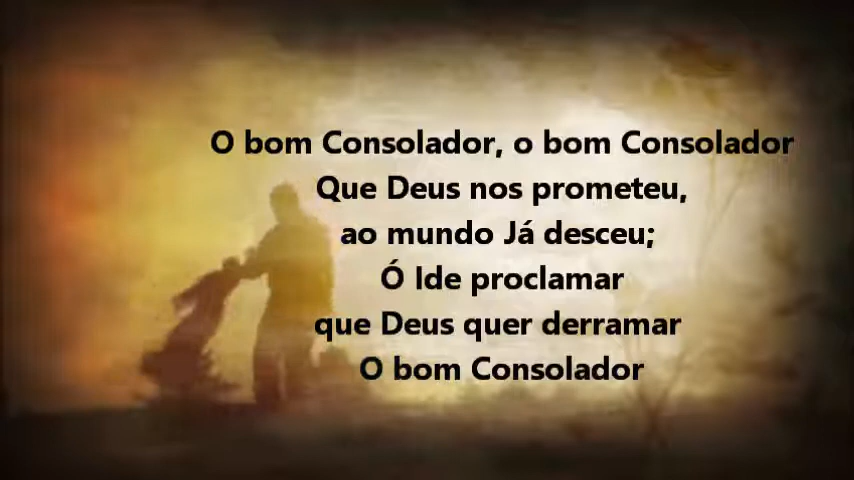 O bom Consolador, o bom Consolador
Que Deus nos prometeu,
ao mundo Já desceu;
Ó Ide proclamar
que Deus quer derramar
O bom Consolador